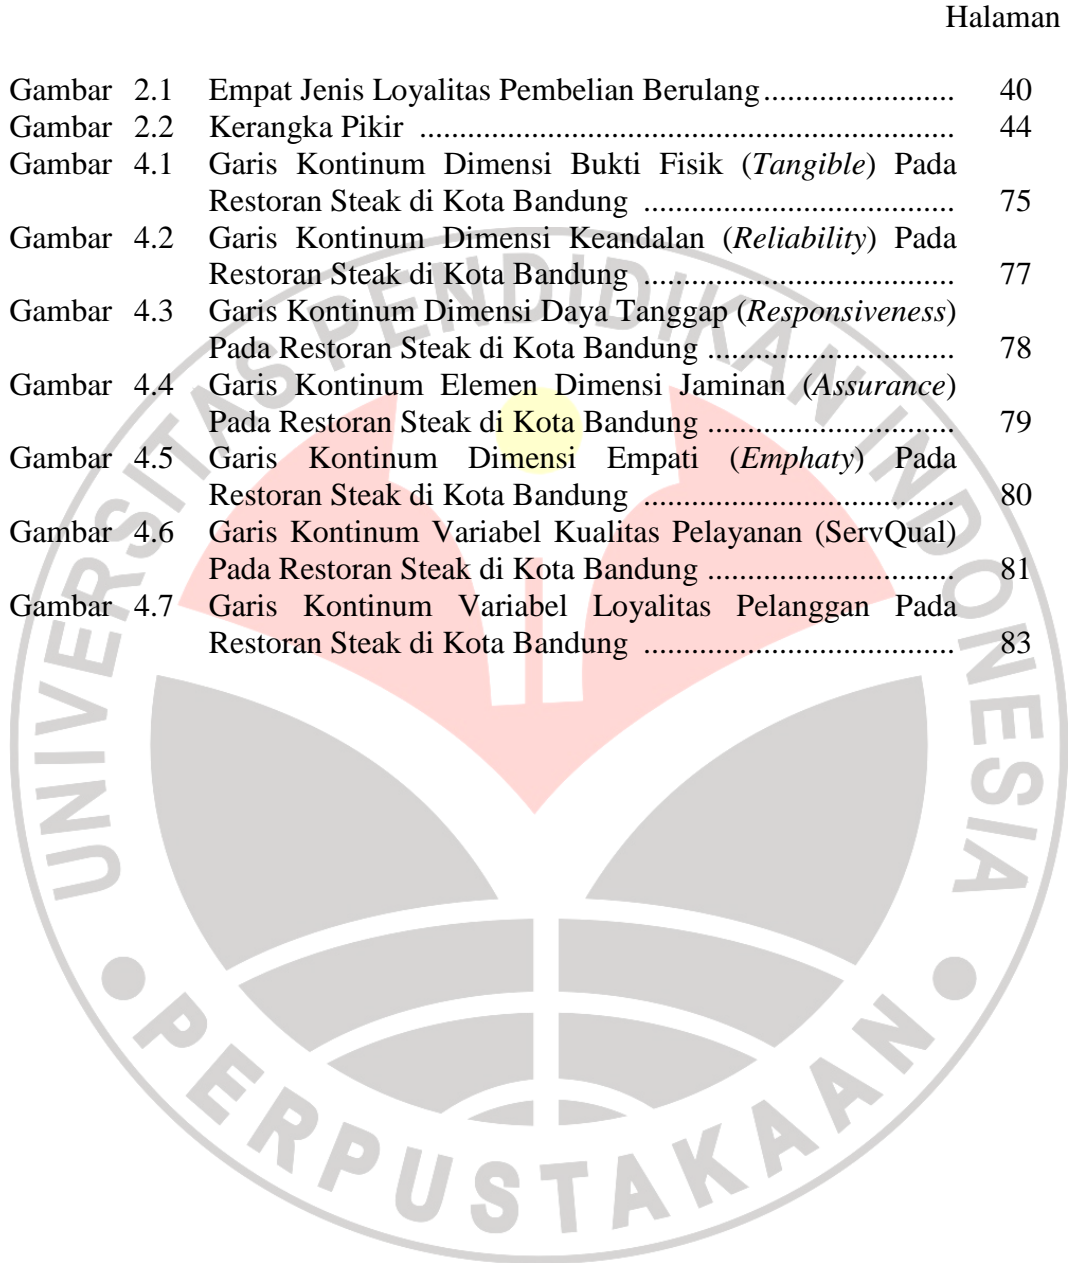 Halaman
Gambar 2.1 Empat Jenis Loyalitas Pembelian Berulang........................ 40
Gambar 2.2 Kerangka Pikir .................................................................. 44
Gambar 4.1 Garis Kontinum Dimensi Bukti Fisik (Tangible) Pada
Restoran Steak di Kota Bandung ...................................... 75
Gambar 4.2 Garis Kontinum Dimensi Keandalan (Reliability) Pada
Restoran Steak di Kota Bandung ...................................... 77
Gambar 4.3 Garis Kontinum Dimensi Daya Tanggap (Responsiveness)
Pada Restoran Steak di Kota Bandung ............................... 78
Gambar 4.4 Garis Kontinum Elemen Dimensi Jaminan (Assurance)
Pada Restoran Steak di Kota Bandung ............................... 79
Gambar 4.5 Garis Kontinum Dimensi Empati (Emphaty) Pada
Restoran Steak di Kota Bandung ...................................... 80
Gambar 4.6 Garis Kontinum Variabel Kualitas Pelayanan (ServQual)
Pada Restoran Steak di Kota Bandung ............................... 81
Gambar 4.7 Garis Kontinum Variabel Loyalitas Pelanggan Pada
Restoran Steak di Kota Bandung ...................................... 83
UNIVERSITAS PENDIDIKAN INDONESIA
PERPUSTAKAAN